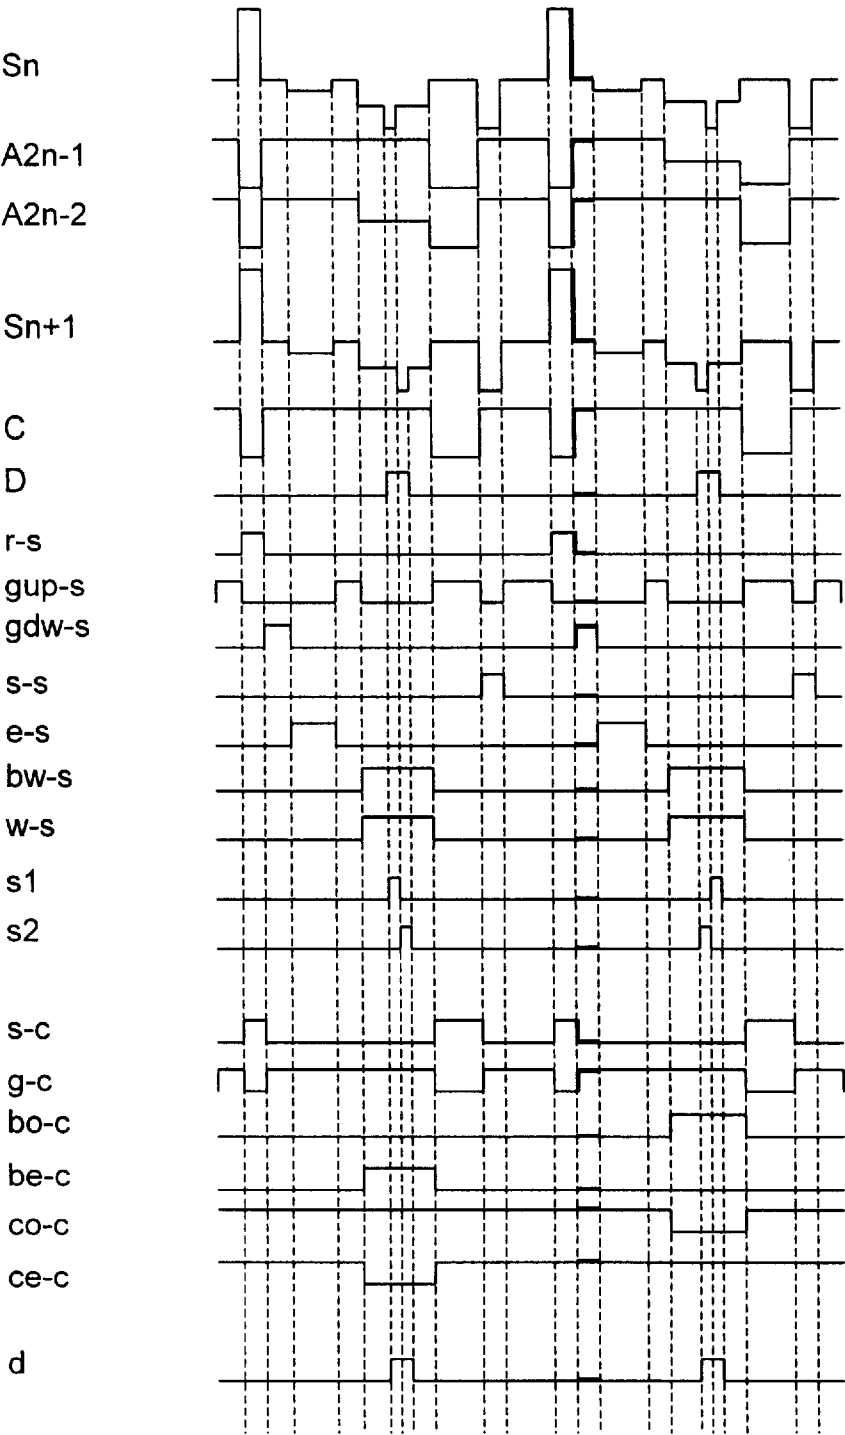 Sn
A2n-1
A2n-2
Sn+1
C
D
r-s
gup-s
gdw-s
s-s
e-s
bw-s
w-s
s1
s2
s-c
g-c
bo-c
be-c
co-c
ce-c
d